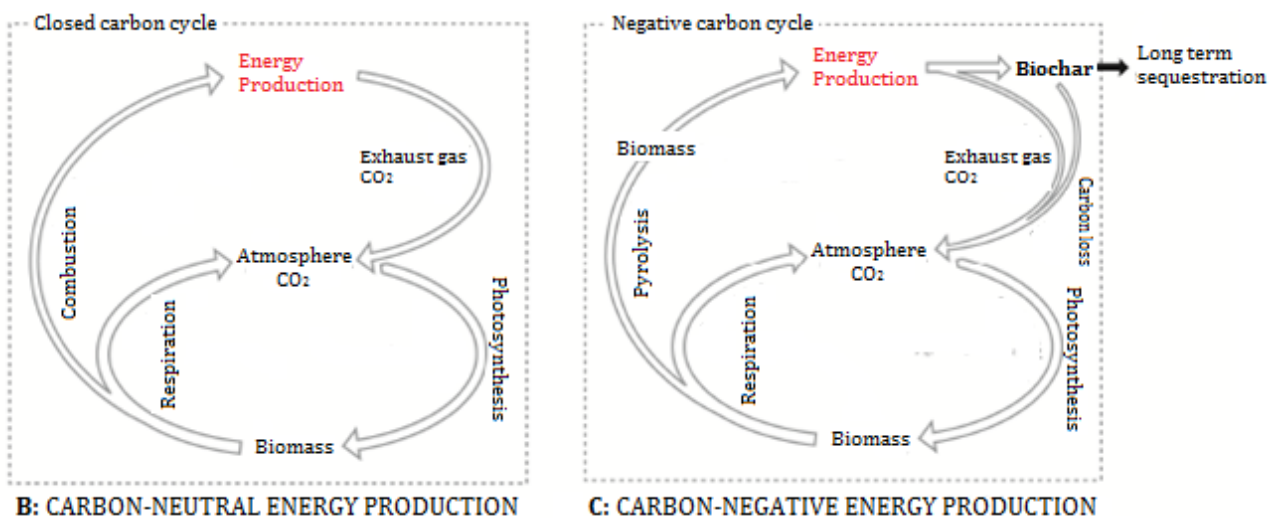 Closed carbon cycle
Energy
Production
Exhaust gas
CO₂
Combustion
Respiration
Atmosphere
CO₂
Photosynthesis
Biomass
B: CARBON-NEUTRAL ENERGY PRODUCTION
Negative carbon cycle
Energy
Production
Biochar
Long term
sequestration
Biomass
Exhaust gas
CO₂
Carbon loss
Pyrolysis
Respiration
Atmosphere
CO₂
Photosynthesis
Biomass
C: CARBON-NEGATIVE ENERGY PRODUCTION